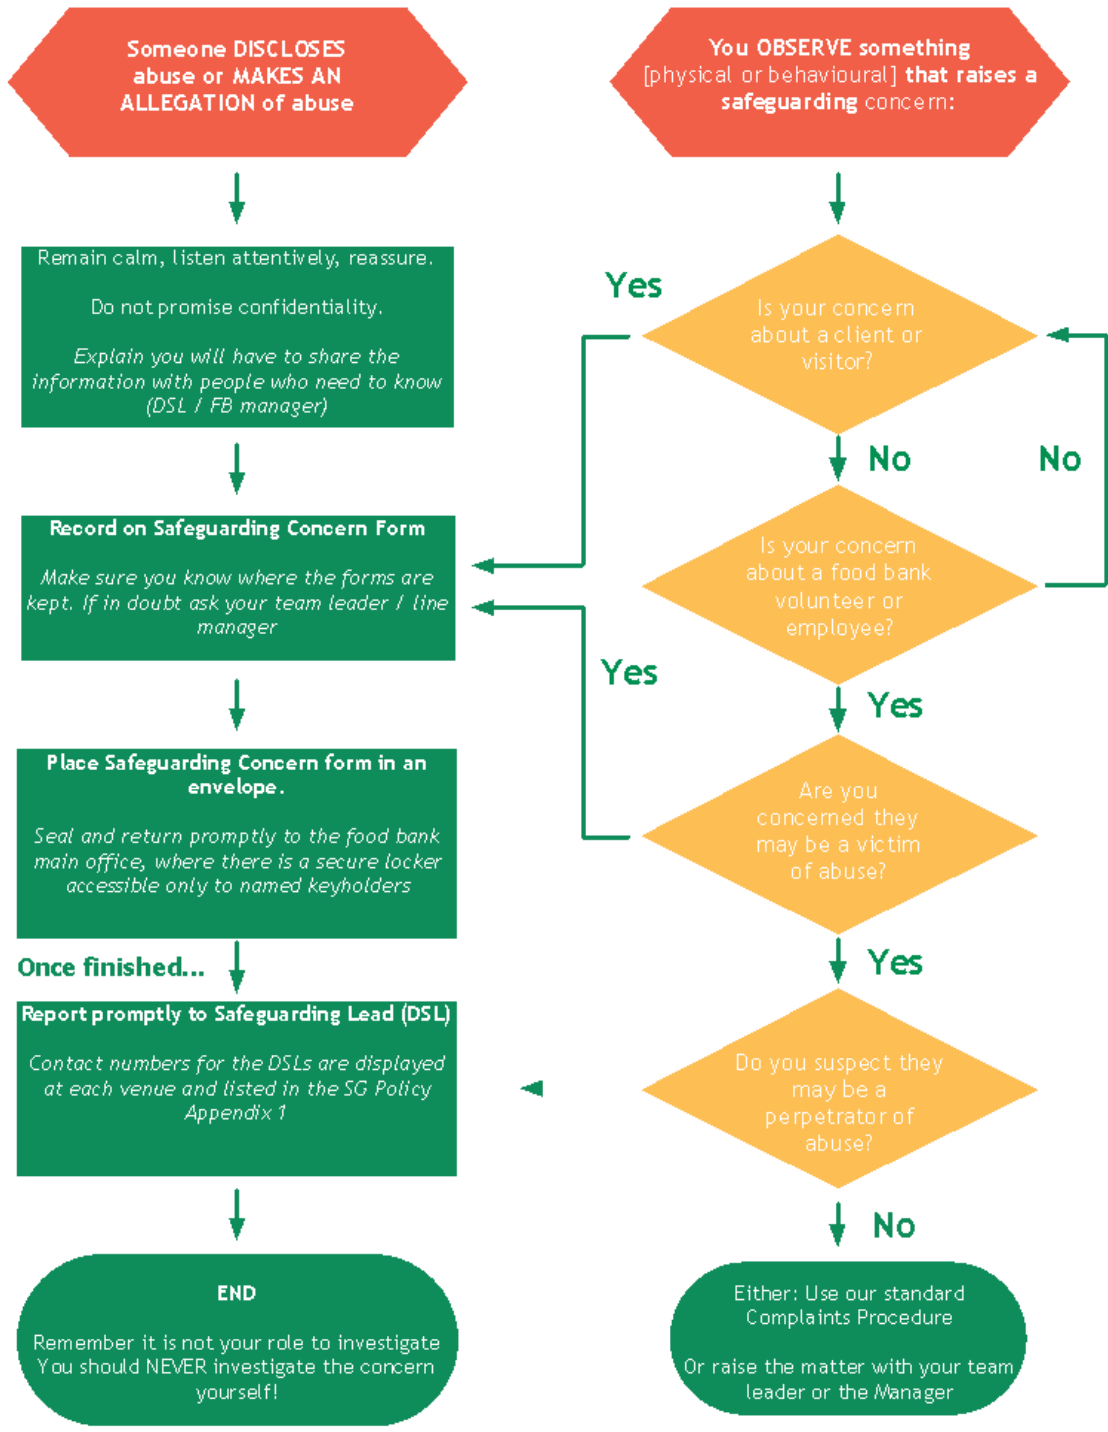 Someone DISCLOSES
abuse or MAKES AN
ALLEGATION of abuse
Remain calm, listen attentively, reassure.
Do not promise confidentiality.
Explain you will have to share the
information with people who need to know
(DSL / FB manager)
Record on Safeguarding Concern Form
Make sure you know where the forms are
kept. If in doubt ask your team leader / line
manager
Place Safeguarding Concern form in an
envelope.
Seal and return promptly to the food bank
main office, where there is a secure locker
accessible only to named keyholders
Once finished...
Report promptly to Safeguarding Lead (DSL)
Contact numbers for the DSLs are displayed
at each venue and listed in the SG Policy
Appendix 1
END
Remember it is not your role to investigate
You should NEVER investigate the concern
yourself!
You OBSERVE something
[physical or behavioural] that raises a
safeguarding concern:
Yes
Is your concern
about a client or
visitor?
No
No
Is your concern
about a food bank
volunteer or
employee?
Yes
Yes
Are you
concerned they
may be a victim
of abuse?
Yes
Do you suspect they
may be a
perpetrator of
abuse?
No
Either: Use our standard
Complaints Procedure
Or raise the matter with your team
leader or the Manager